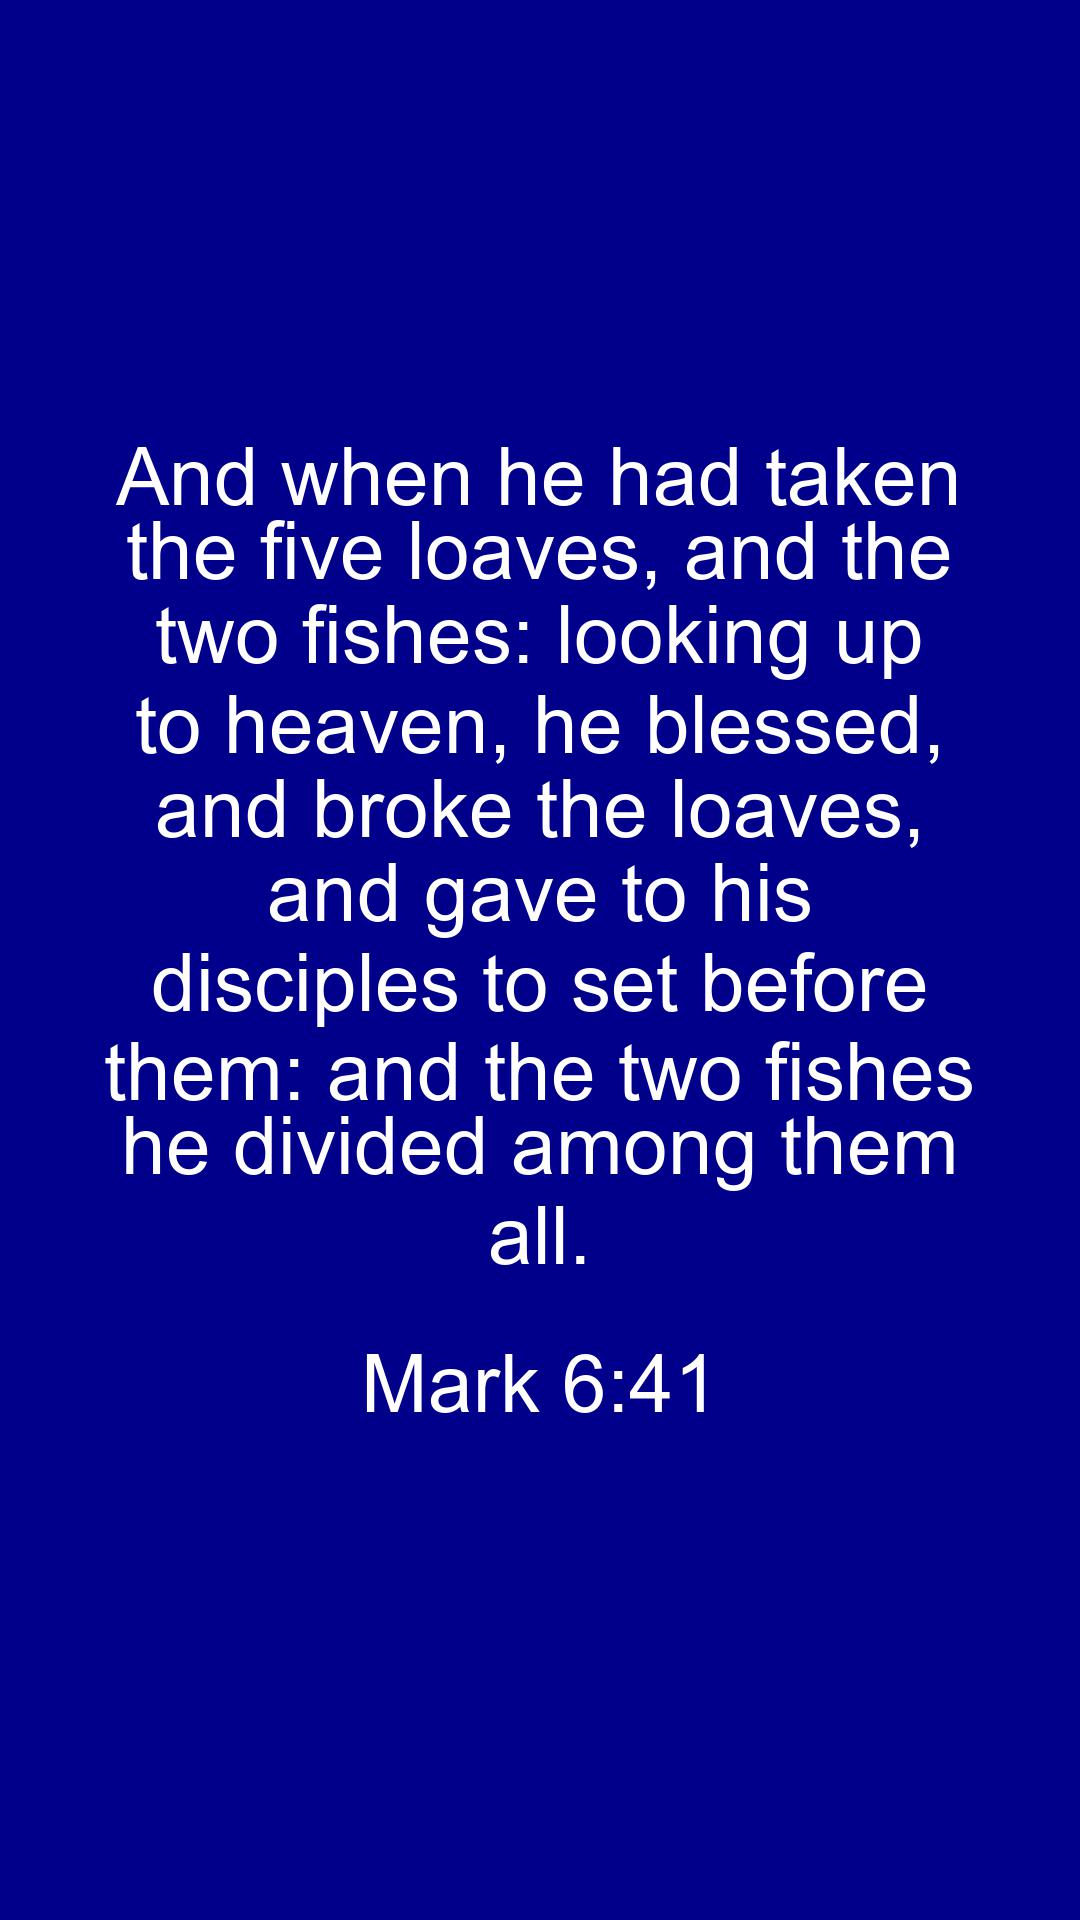 And when he had taken
the five loaves, and the
two fishes: looking up
to heaven, he blessed,
and broke the loaves,
and gave to his
disciples to set before
them: and the two fishes
he divided among them
all.
Mark 6:41